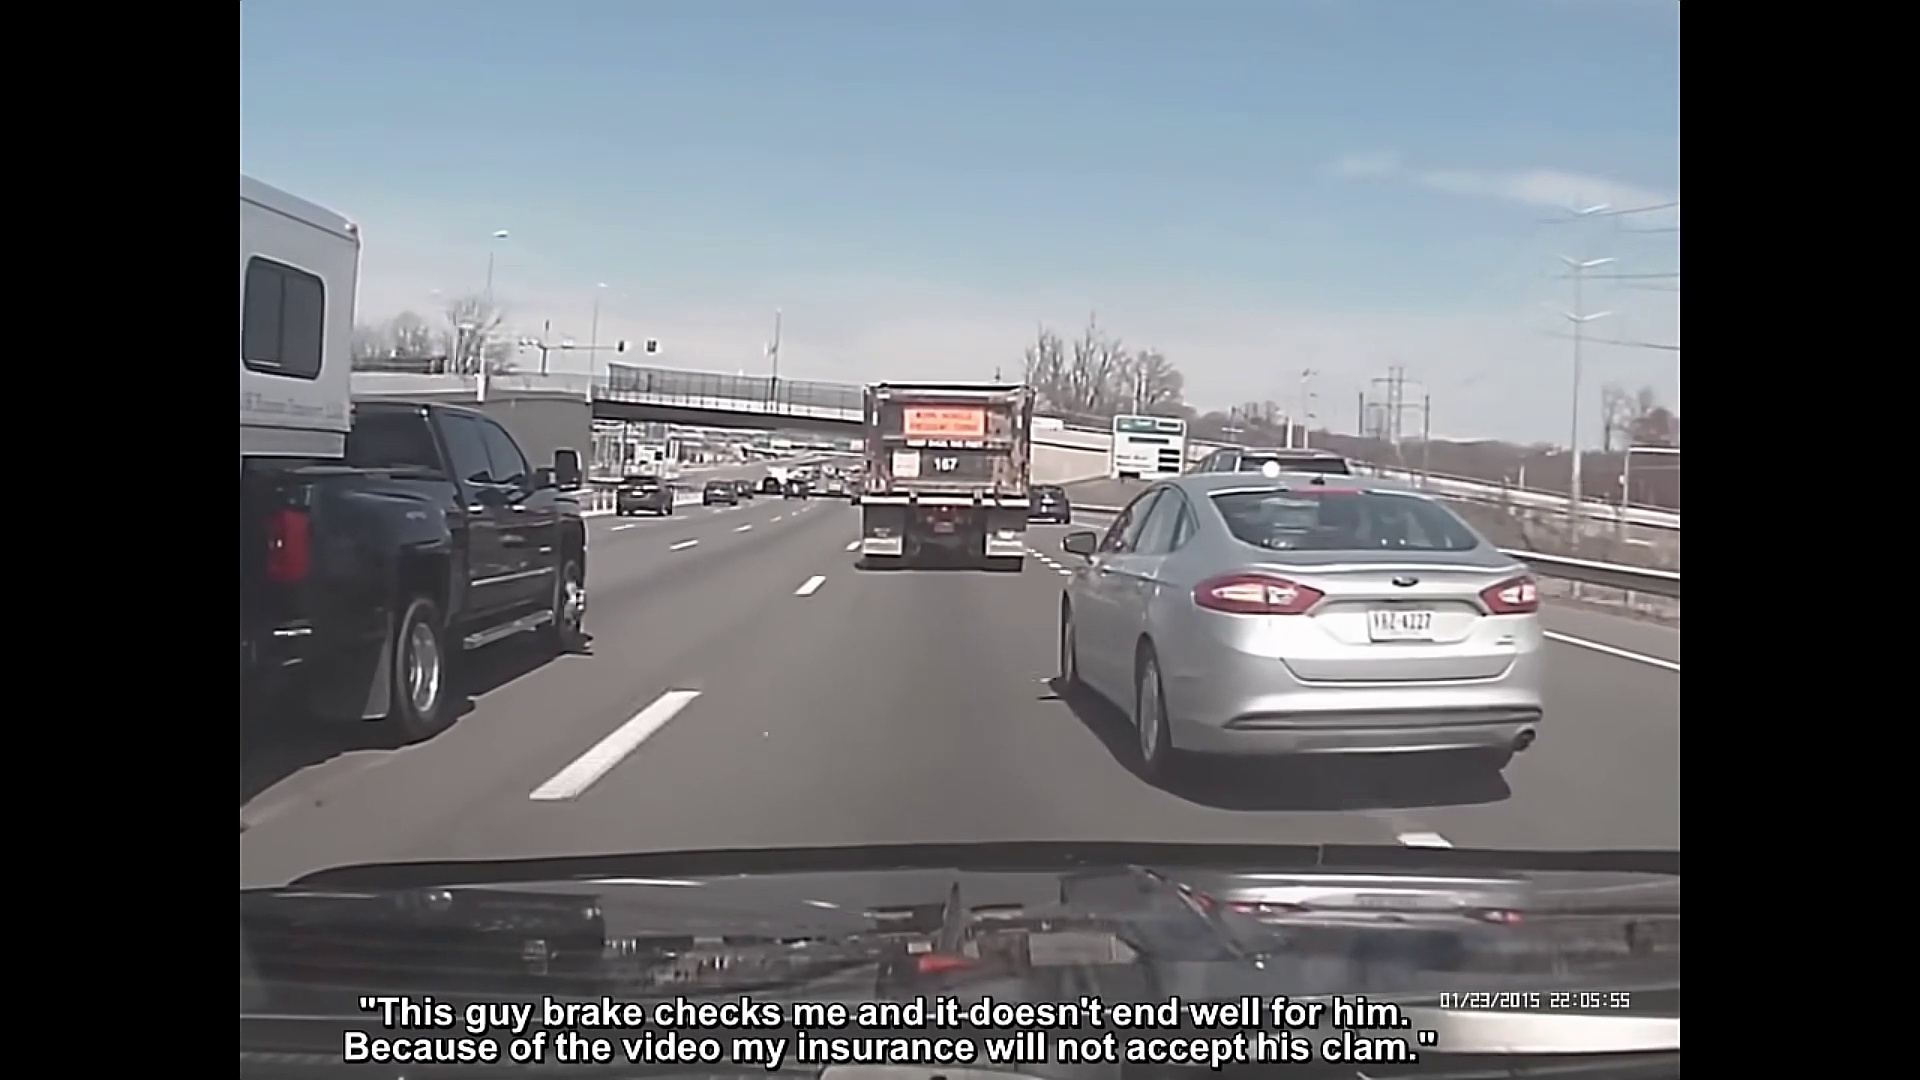 167
"This guy brake checks me and it doesn't end well for him.
Because of the video my insurance will not accept his clam."
01/23/2015 22:05:55